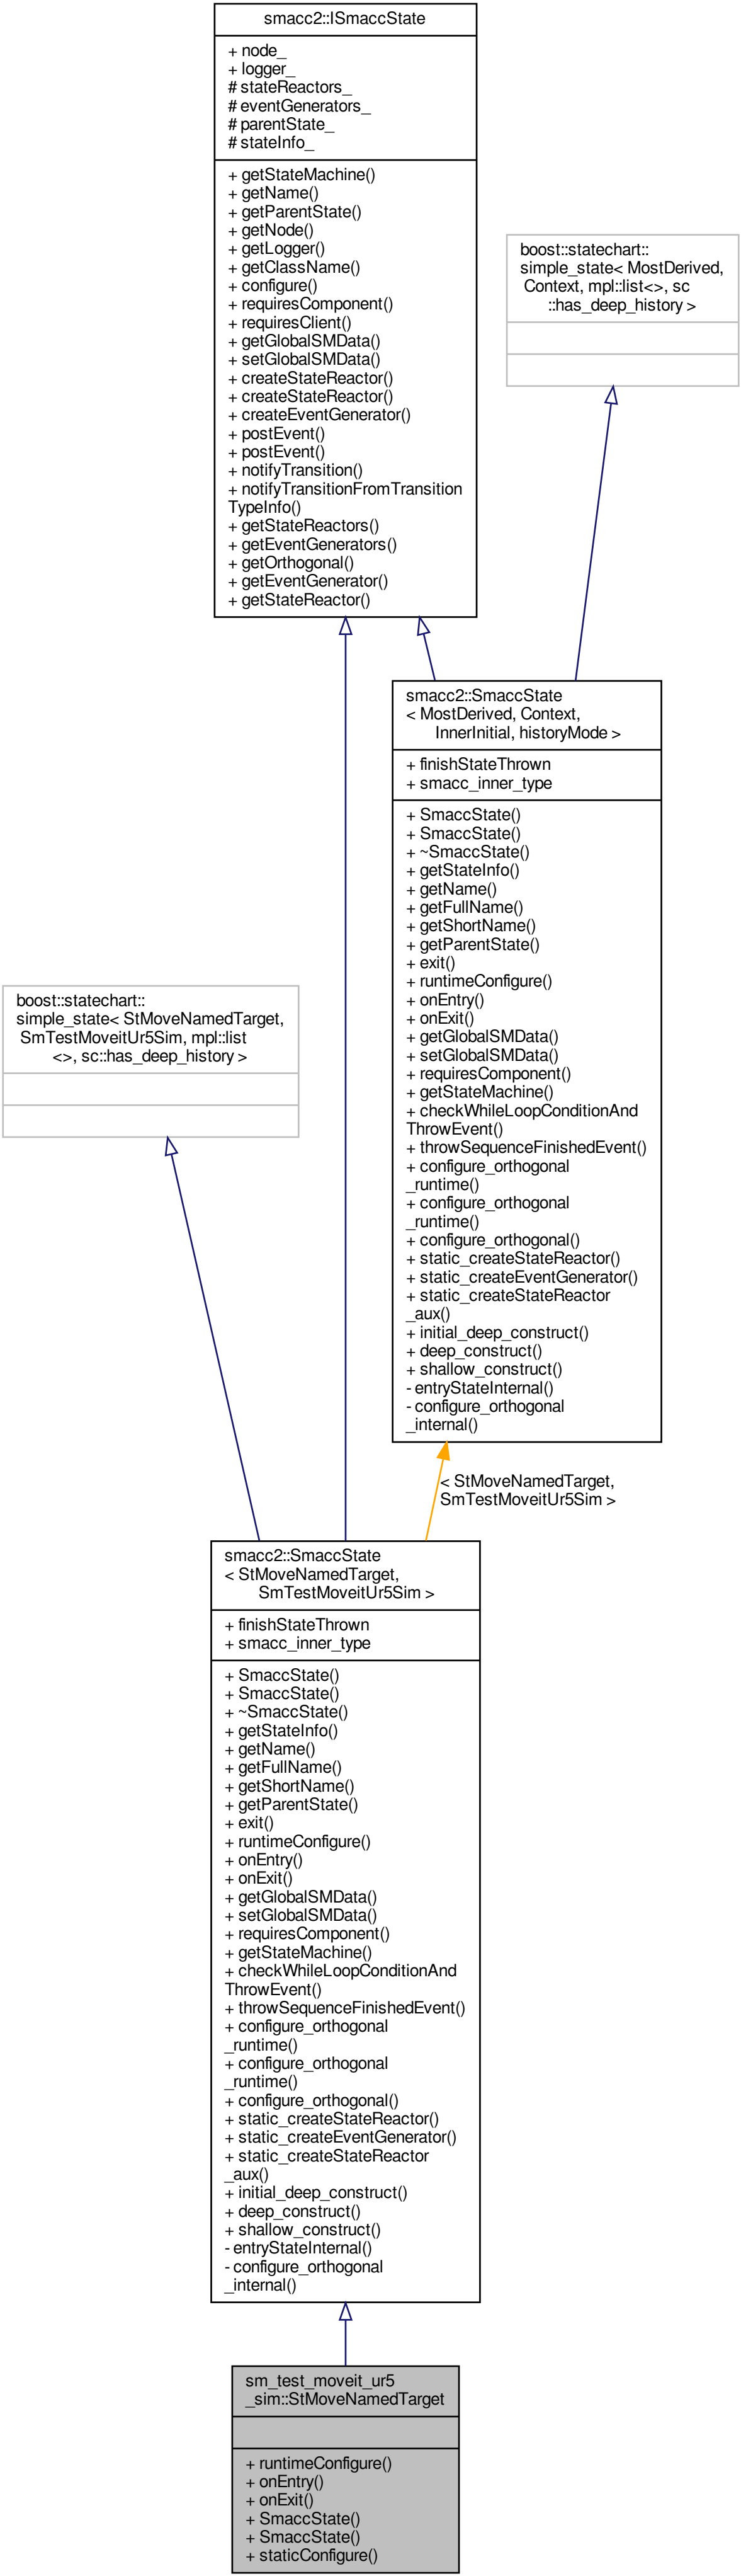 smacc2::ISmaccState
+ node_
+ logger_
# stateReactors_
# eventGenerators_
# parentState_
# stateInfo_
+ getStateMachine()
+ getName()
+ getParentState()
+ getNode()
+ getLogger()
+ getClassName()
+ configure()
+ requiresComponent()
+ requiresClient()
+ getGlobalSMData()
+ setGlobalSMData()
+ createStateReactor()
+ createStateReactor()
+ createEventGenerator()
+ postEvent()
+ postEvent()
+ notifyTransition()
+ notifyTransitionFromTransition
TypeInfo()
+ getStateReactors()
+ getEventGenerators()
+ getOrthogonal()
+ getEventGenerator()
+ getStateReactor()
boost::statechart::
simple_state< MostDerived,
Context, mpl::list<>, sc
::has_deep_history >
smacc2::SmaccState
< MostDerived, Context,
InnerInitial, historyMode >
+ finishStateThrown
+ smacc_inner_type
+ SmaccState()
+ SmaccState()
+ ~SmaccState()
+ getStateInfo()
+ getName()
+ getFullName()
+ getShortName()
+ getParentState()
+ exit()
+ runtimeConfigure()
+ onEntry()
+ onExit()
+ getGlobalSMData()
+ setGlobalSMData()
+ requiresComponent()
+ getStateMachine()
+ checkWhileLoopConditionAnd
ThrowEvent()
+ throwSequenceFinishedEvent()
+ configure_orthogonal
_runtime()
+ configure_orthogonal
_runtime()
+ configure_orthogonal()
+ static_createStateReactor()
+ static_createEventGenerator()
+ static_createStateReactor
_aux()
+ initial_deep_construct()
+ deep_construct()
+ shallow_construct()
- entryStateInternal()
- configure_orthogonal
_internal()
boost::statechart::
simple_state< StMoveNamedTarget,
SmTestMoveitUr5Sim, mpl::list
<>, sc::has_deep_history >
< StMoveNamedTarget,
SmTestMoveitUr5Sim >
smacc2::SmaccState
< StMoveNamedTarget,
SmTestMoveitUr5Sim >
+ finishStateThrown
+ smacc_inner_type
+ SmaccState()
+ SmaccState()
+ ~SmaccState()
+ getStateInfo()
+ getName()
+ getFullName()
+ getShortName()
+ getParentState()
+ exit()
+ runtimeConfigure()
+ onEntry()
+ onExit()
+ getGlobalSMData()
+ setGlobalSMData()
+ requiresComponent()
+ getStateMachine()
+ checkWhileLoopConditionAnd
ThrowEvent()
+ throwSequenceFinishedEvent()
+ configure_orthogonal
_runtime()
+ configure_orthogonal
_runtime()
+ configure_orthogonal()
+ static_createStateReactor()
+ static_createEventGenerator()
+ static_createStateReactor
_aux()
+ initial_deep_construct()
+ deep_construct()
+ shallow_construct()
- entryStateInternal()
- configure_orthogonal
_internal()
sm_test_moveit_ur5
_sim::StMoveNamedTarget
+ runtimeConfigure()
+ onEntry()
+ onExit()
+ SmaccState()
+ SmaccState()
+ staticConfigure()